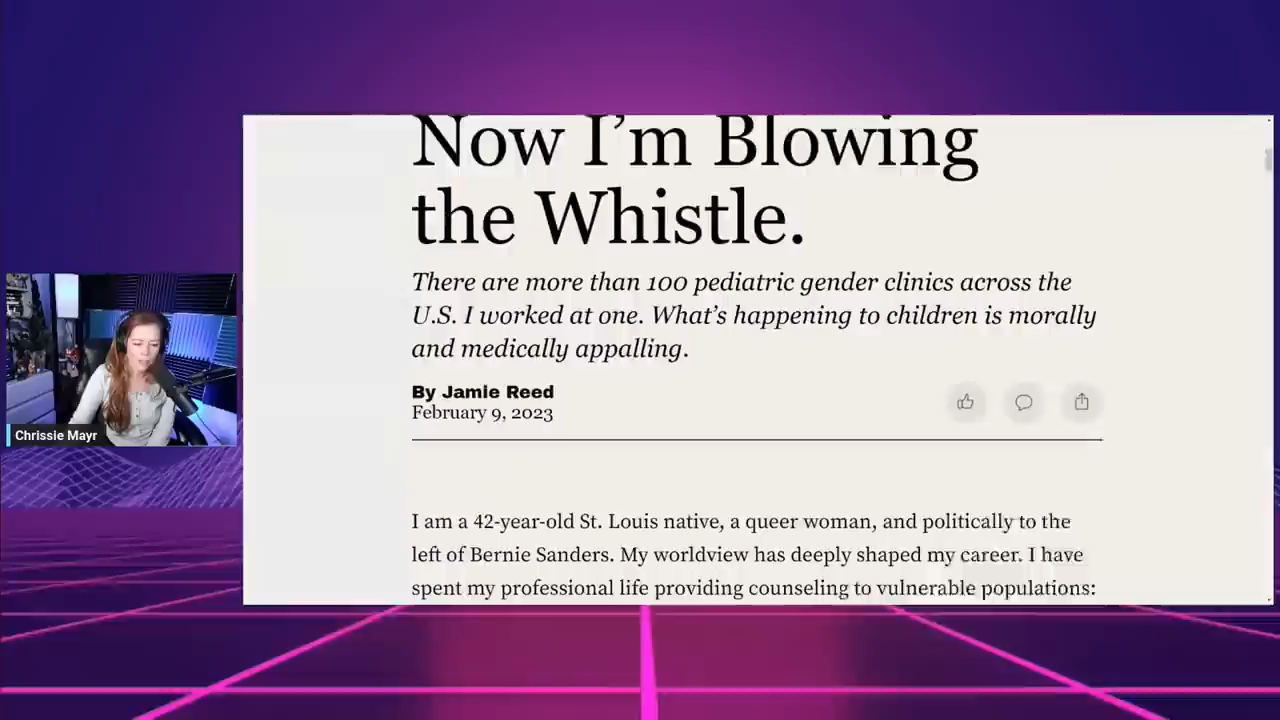 Now I'm Blowing
the Whistle.
There are more than 100 pediatric gender clinics across the
U.S. I worked at one. What's happening to children is morally
and medically appalling.
By Jamie Reed
February 9, 2023
I am a 42-year-old St. Louis native, a queer woman, and politically to the
left of Bernie Sanders. My worldview has deeply shaped my career. I have
spent my professional life providing counseling to vulnerable populations:
Chrissie Mayr